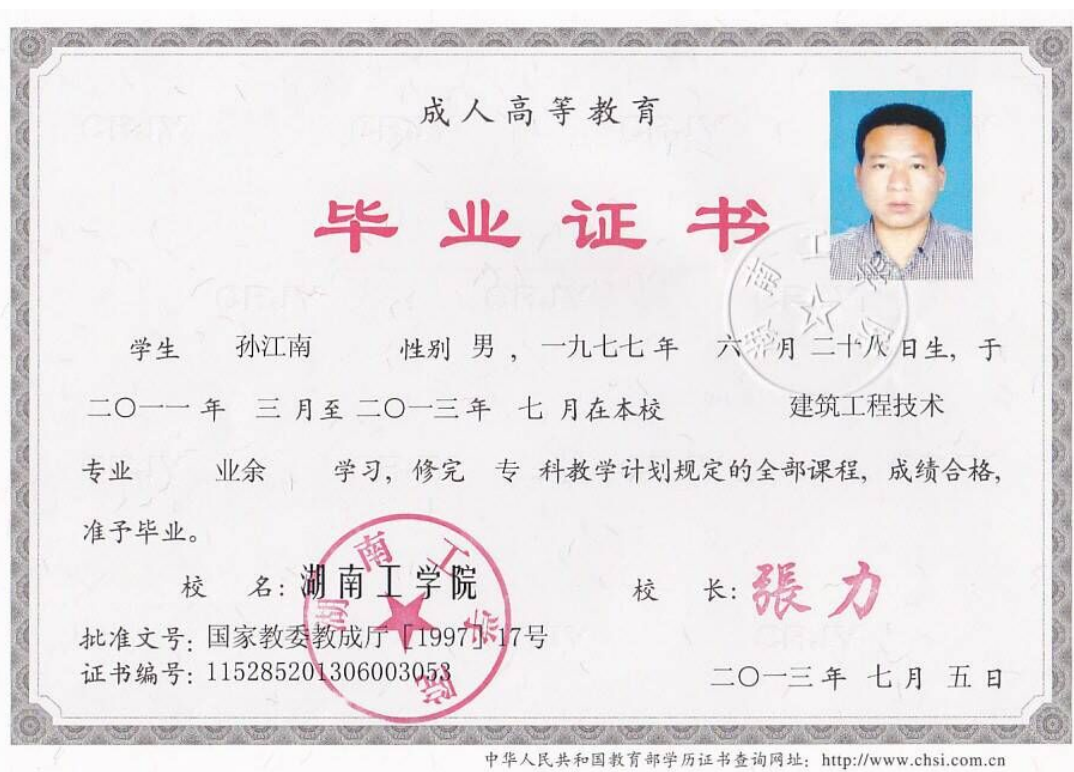 成人高等教育
毕业证书
学生 孙江南 性别 男，一九七七 年 六 月 二十八 日生，于
二〇一一 年 三 月至 二〇一三 年 七 月在本校 建筑工程技术
专业 业余 学习，修完 专 科教学计划规定的全部课程，成绩合格，
准予毕业。
校 名：湖南工学院
校 长：張力
批准文号：国家教委教成厅［1997］17号
证书编号：115285201306003053
二〇一三 年 七 月 五 日
湖南工学院
中华人民共和国教育部学历证书查询网址：http://www.chsi.com.cn